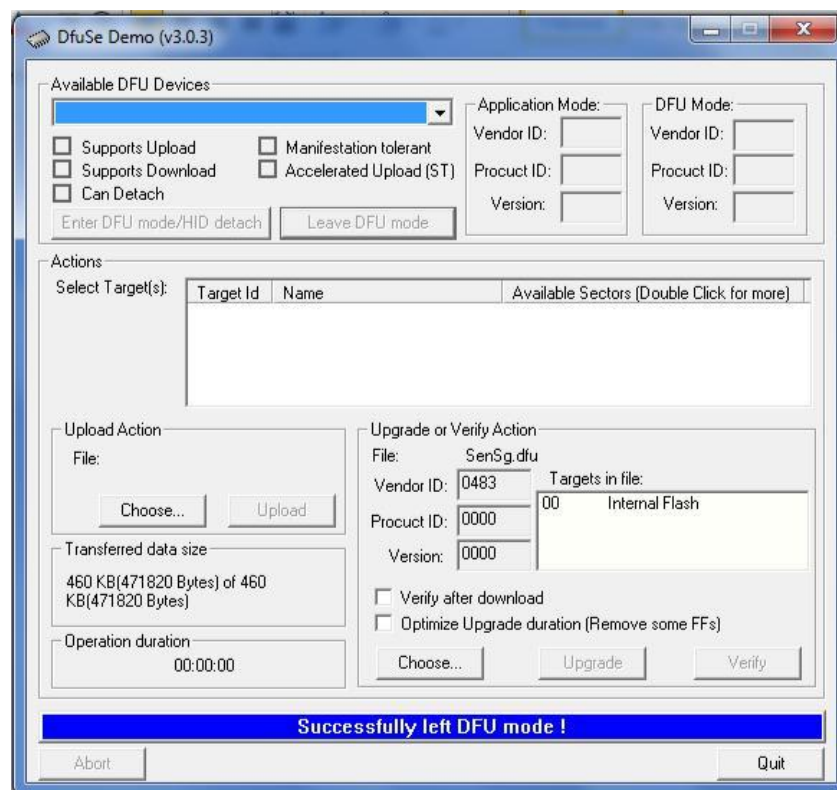 DfuSe Demo (v3.0.3)
Available DFU Devices
Supports Upload
Manifestation tolerant
Supports Download
Accelerated Upload (ST)
Can Detach
Enter DFU mode/HID detach
Leave DFU mode
Application Mode:
Vendor ID:
Procuct ID:
Version:
DFU Mode:
Vendor ID:
Procuct ID:
Version:
Actions
Select Target(s):
Target Id Name Available Sectors (Double Click for more)
Upload Action
File:
Choose... Upload
Transferred data size
460 KB(471820 Bytes) of 460
KB(471820 Bytes)
Operation duration
00:00:00
Upgrade or Verify Action
File: SenSg.dfu
Vendor ID: 0483
Procuct ID: 0000
Version: 0000
Targets in file:
00 Internal Flash
Verify after download
Optimize Upgrade duration (Remove some FFs)
Choose... Upgrade Verify
Successfully left DFU mode !
Abort Quit